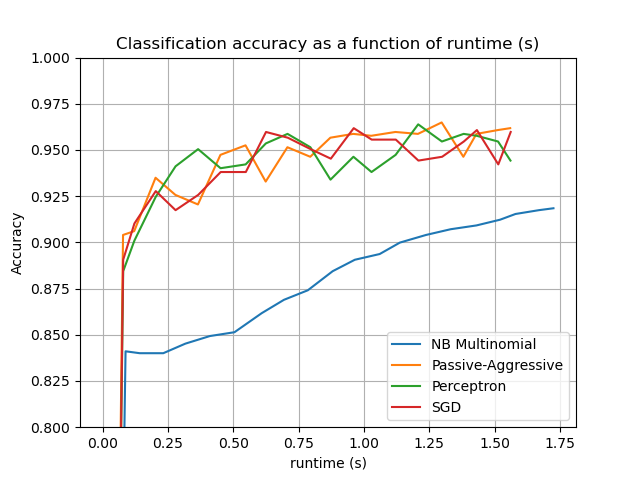 Classification accuracy as a function of runtime (s)
1.000
0.975
0.950
0.925
0.900
0.875
0.850
0.825
0.800
Accuracy
NB Multinomial
Passive-Aggressive
Perceptron
SGD
0.00 0.25 0.50 0.75 1.00 1.25 1.50 1.75
runtime (s)